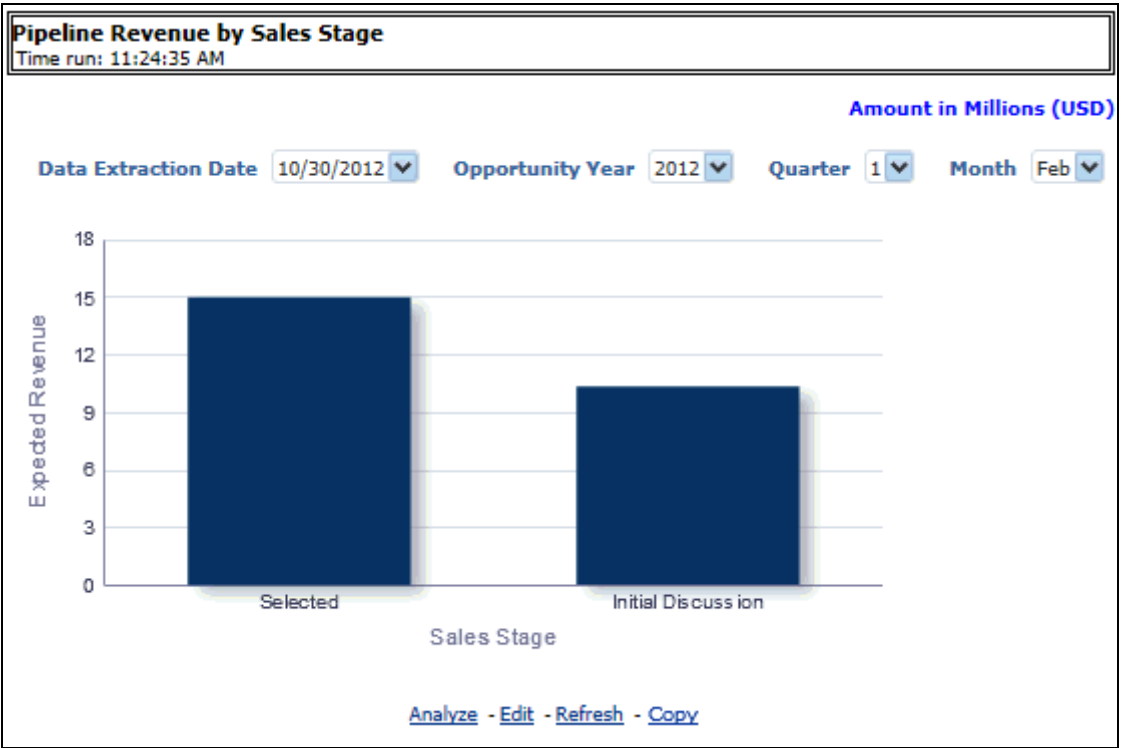 Pipeline Revenue by Sales Stage
Time run: 11:24:35 AM
Amount in Millions (USD)
Data Extraction Date 10/30/2012 Opportunity Year 2012 Quarter 1 Month Feb
18
15
12
9
6
3
0
Expected Revenue
Selected Initial Discussion
Sales Stage
Analyze - Edit - Refresh - Copy